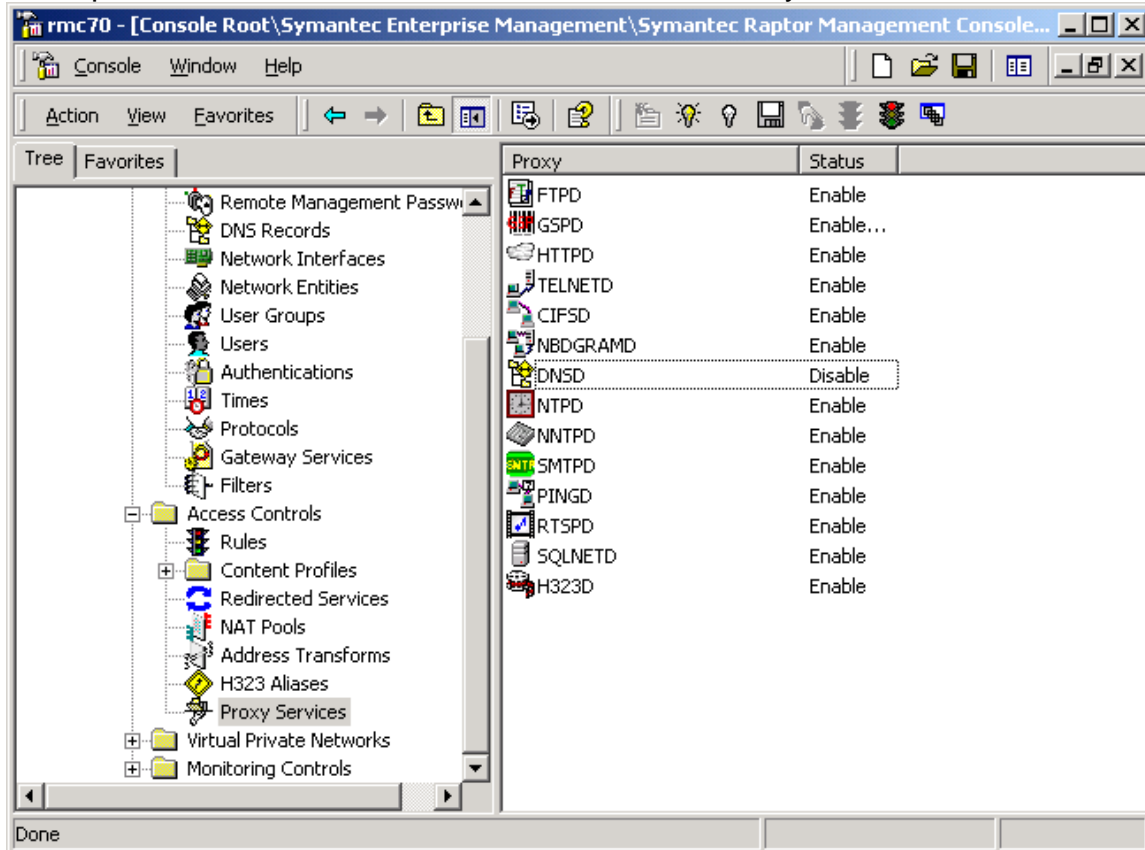 rmc70 - [Console Root\Symantec Enterprise Management\Symantec Raptor Management Console...
Console Window Help
Action View Favorites
Tree Favorites
Proxy Status
Remote Management Passw
DNS Records
Network Interfaces
Network Entities
User Groups
Users
Authentications
Times
Protocols
Gateway Services
Filters
Access Controls
Rules
Content Profiles
Redirected Services
NAT Pools
Address Transforms
H323 Aliases
Proxy Services
Virtual Private Networks
Monitoring Controls
FTPD Enable
GSPD Enable...
HTTPD Enable
TELNETD Enable
CIFSD Enable
NBDGRAMD Enable
DNSD Disable
NTPD Enable
NNTPD Enable
SMTPD Enable
PINGD Enable
RTSPD Enable
SQLNETD Enable
H323D Enable
Done